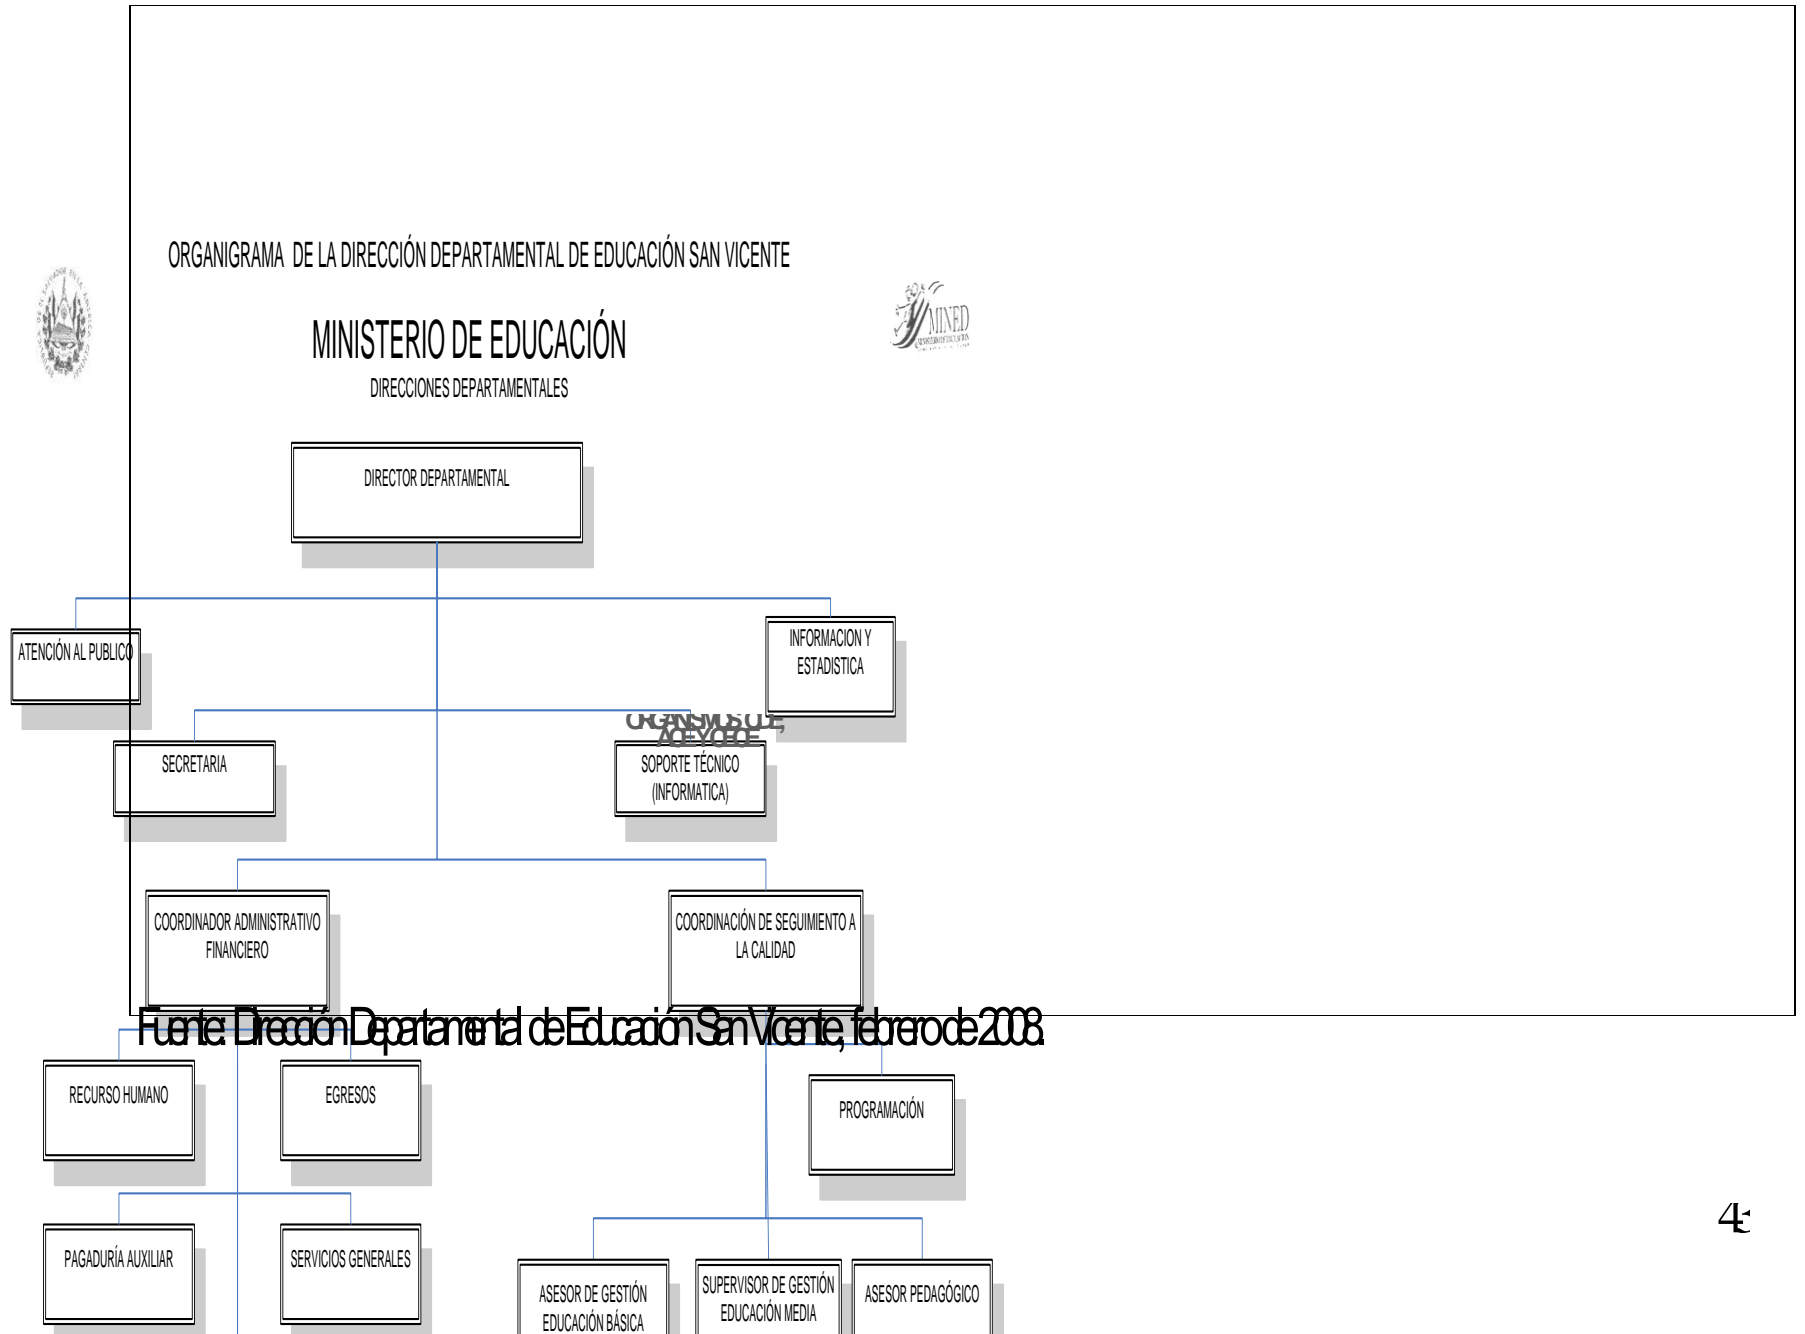 ORGANIGRAMA DE LA DIRECCIÓN DEPARTAMENTAL DE EDUCACIÓN SAN VICENTE
MINED
MINISTERIO DE EDUCACIÓN
DIRECCIONES DEPARTAMENTALES
DIRECTOR DEPARTAMENTAL
ATENCIÓN AL PUBLICO
INFORMACION Y
ESTADISTICA
ORGANISMOS
SECRETARIA
SOPORTE TÉCNICO
(INFORMATICA)
COORDINADOR ADMINISTRATIVO
FINANCIERO
COORDINACIÓN DE SEGUIMIENTO A
LA CALIDAD
Fuente: Dirección Departamental de Educación San Vicente, febrero de 2008.
RECURSO HUMANO
EGRESOS
PROGRAMACIÓN
PAGADURÍA AUXILIAR
SERVICIOS GENERALES
ASESOR DE GESTIÓN
EDUCACIÓN BÁSICA
SUPERVISOR DE GESTIÓN
EDUCACIÓN MEDIA
ASESOR PEDAGÓGICO